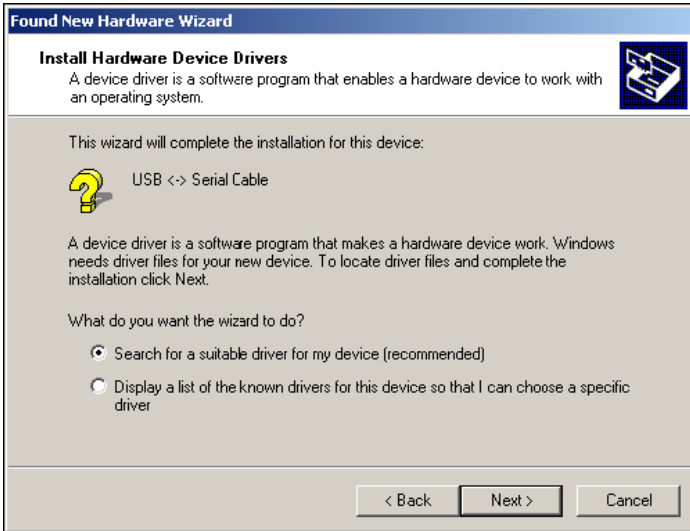 Found New Hardware Wizard
Install Hardware Device Drivers
A device driver is a software program that enables a hardware device to work with
an operating system.
This wizard will complete the installation for this device:
USB <-> Serial Cable
A device driver is a software program that makes a hardware device work. Windows
needs driver files for your new device. To locate driver files and complete the
installation click Next.
What do you want the wizard to do?
Search for a suitable driver for my device (recommended)
Display a list of the known drivers for this device so that I can choose a specific
driver
< Back
Next >
Cancel